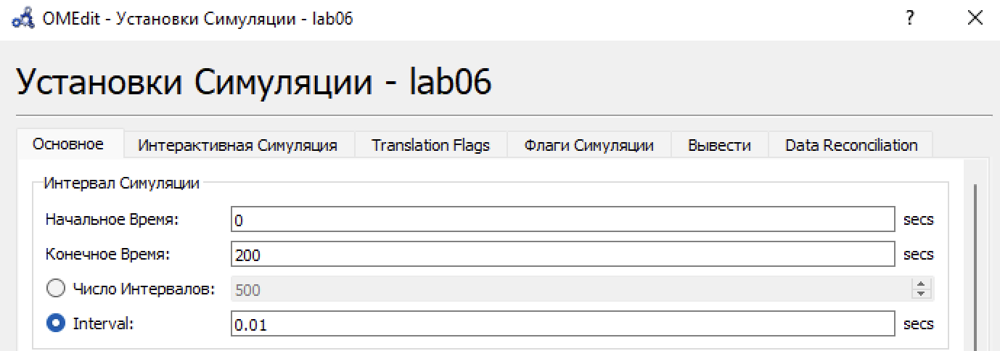 OMEdit - Установки Симуляции - lab06 ?
Установки Симуляции - lab06
Основное Интерактивная Симуляция Translation Flags Флаги Симуляции Вывести Data Reconciliation
Интервал Симуляции
Начальное Время: 0 secs
Конечное Время: 200 secs
Число Интервалов: 500
Interval: 0.01 secs